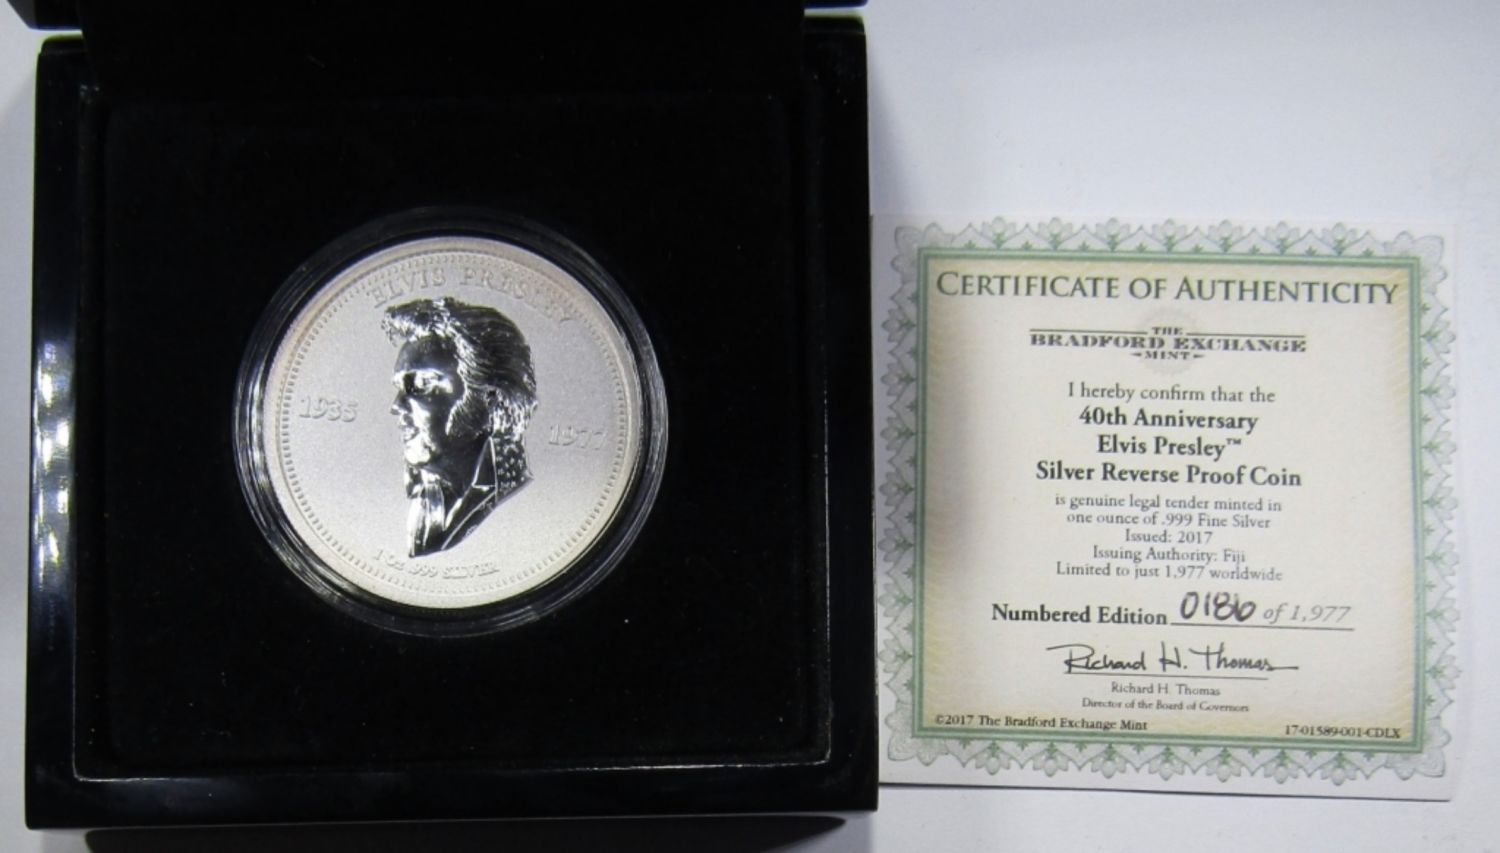 ELVIS PRESLEY
1935
1977
1 Oz .999 SILVER
CERTIFICATE OF AUTHENTICITY
THE
BRADFORD EXCHANGE
MINT
I hereby confirm that the
40th Anniversary
Elvis Presley™
Silver Reverse Proof Coin
is genuine legal tender minted in
one ounce of .999 Fine Silver
Issued: 2017
Issuing Authority: Fiji
Limited to just 1,977 worldwide
Numbered Edition 0186 of 1,977
Richard H. Thomas
Richard H. Thomas
Director of the Board of Governors
©2017 The Bradford Exchange Mint 17-01589-001-CDLX